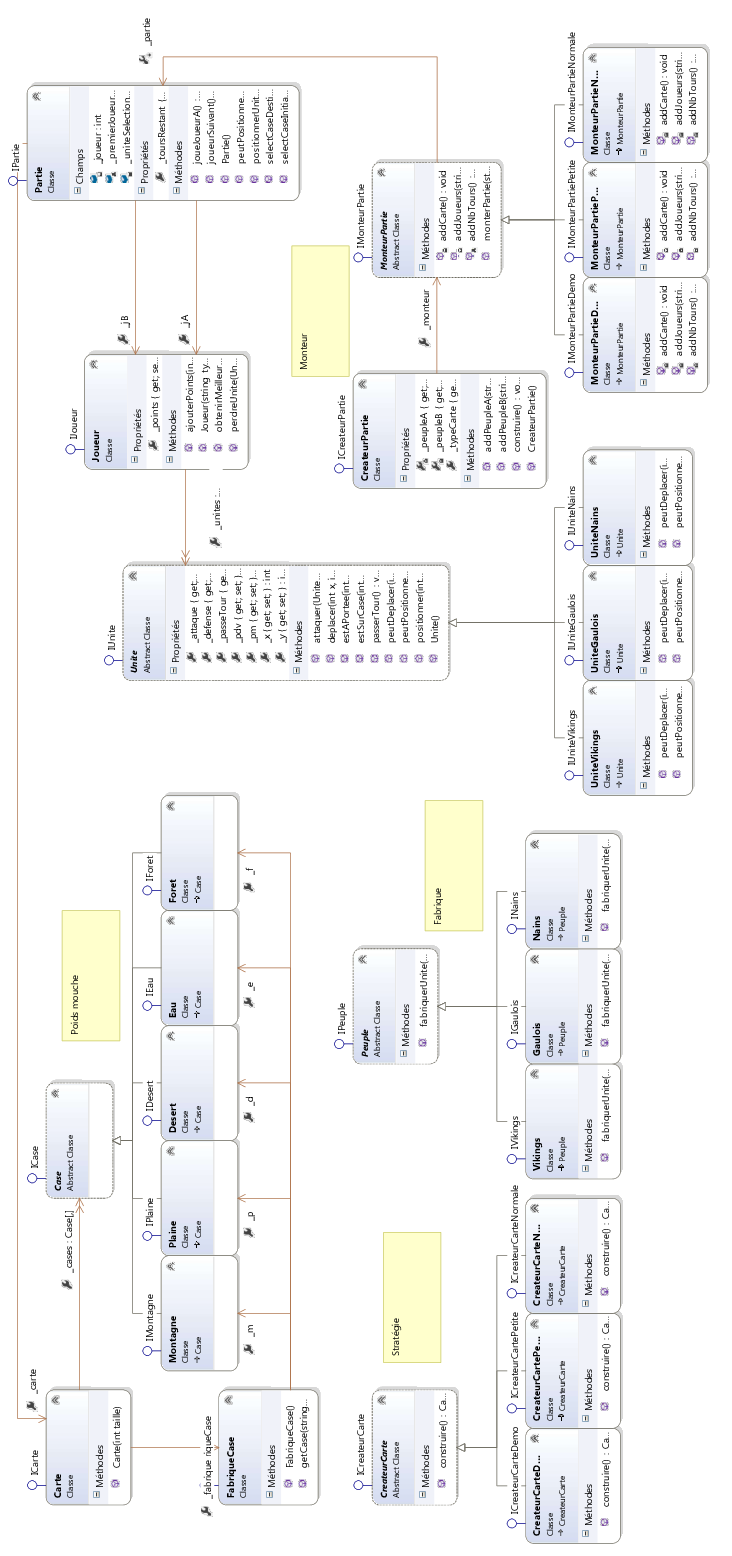 ICarte
Carte
Classe
Méthodes
Carte(int taille)
_carte
_cases : Case[,]
ICase
Case
Abstract Classe
Poids mouche
_fabrique
riqueCase
FabriqueCase
Classe
Méthodes
FabriqueCase()
getCase(string...
IMontagne
Montagne
Classe
Case
_m
IPlaine
Plaine
Classe
Case
_p
IDesert
Desert
Classe
Case
_d
IEau
Eau
Classe
Case
_e
IForet
Foret
Classe
Case
_f
IUnite
Unite
Abstract Classe
Propriétés
_attaque { get;...
_defense { get;...
_passeTour { ge...
_pdv { get; set; }...
_pm { get; set; }...
_x { get; set; } : int
_y { get; set; } : i...
Méthodes
attaquer(Unite...
deplacer(int x, i...
estAPortee(int...
estSurCase(int...
passerTour() : v...
peutDeplacer(i...
peutPositionne...
positionner(int...
Unite()
_unites :...
IJoueur
Joueur
Classe
Propriétés
_points { get; se...
Méthodes
ajouterPoints(in...
Joueur(string ty...
obtenirMeilleur...
perdreUnite(Un...
_jB
_jA
IPartie
Partie
Classe
Champs
_joueur : int
_premierJoueur...
_uniteSelection...
Propriétés
_toursRestant {...
Méthodes
joueJoueurA() :...
joueurSuivant()...
Partie()
peutPositionne...
positionnerUnit...
selectCaseDesti...
selectCaseInitia...
_partie
ICreateurCarte
CreateurCarte
Abstract Classe
Méthodes
construire() : Ca...
Stratégie
ICreateurCarteDemo
CreateurCarteD...
Classe
CreateurCarte
Méthodes
construire() : Ca...
ICreateurCartePetite
CreateurCartePe...
Classe
CreateurCarte
Méthodes
construire() : Ca...
ICreateurCarteNormale
CreateurCarteN...
Classe
CreateurCarte
Méthodes
construire() : Ca...
IPeuple
Peuple
Abstract Classe
Méthodes
fabriquerUnite(...
Fabrique
IVikings
Vikings
Classe
Peuple
Méthodes
fabriquerUnite(...
IGaulois
Gaulois
Classe
Peuple
Méthodes
fabriquerUnite(...
INains
Nains
Classe
Peuple
Méthodes
fabriquerUnite(...
IUniteVikings
UniteVikings
Classe
Unite
Méthodes
peutDeplacer(i...
peutPositionne...
IUniteGaulois
UniteGaulois
Classe
Unite
Méthodes
peutDeplacer(i...
peutPositionne...
IUniteNains
UniteNains
Classe
Unite
Méthodes
peutDeplacer(i...
peutPositionne...
Monteur
ICreateurPartie
CreateurPartie
Classe
Propriétés
_peupleA { get;...
_peupleB { get;...
_typeCarte { ge...
Méthodes
addPeupleA(str...
addPeupleB(stri...
construire() : vo...
CreateurPartie()
_monteur
IMonteurPartie
MonteurPartie
Abstract Classe
Méthodes
addCarte() : void
addJoueurs(stri...
addNbTours() :...
monterPartie(st...
IMonteurPartieDemo
MonteurPartieD...
Classe
MonteurPartie
Méthodes
addCarte() : void
addJoueurs(stri...
addNbTours() :...
IMonteurPartiePetite
MonteurPartieP...
Classe
MonteurPartie
Méthodes
addCarte() : void
addJoueurs(stri...
addNbTours() :...
IMonteurPartieNormale
MonteurPartieN...
Classe
MonteurPartie
Méthodes
addCarte() : void
addJoueurs(stri...
addNbTours() :...